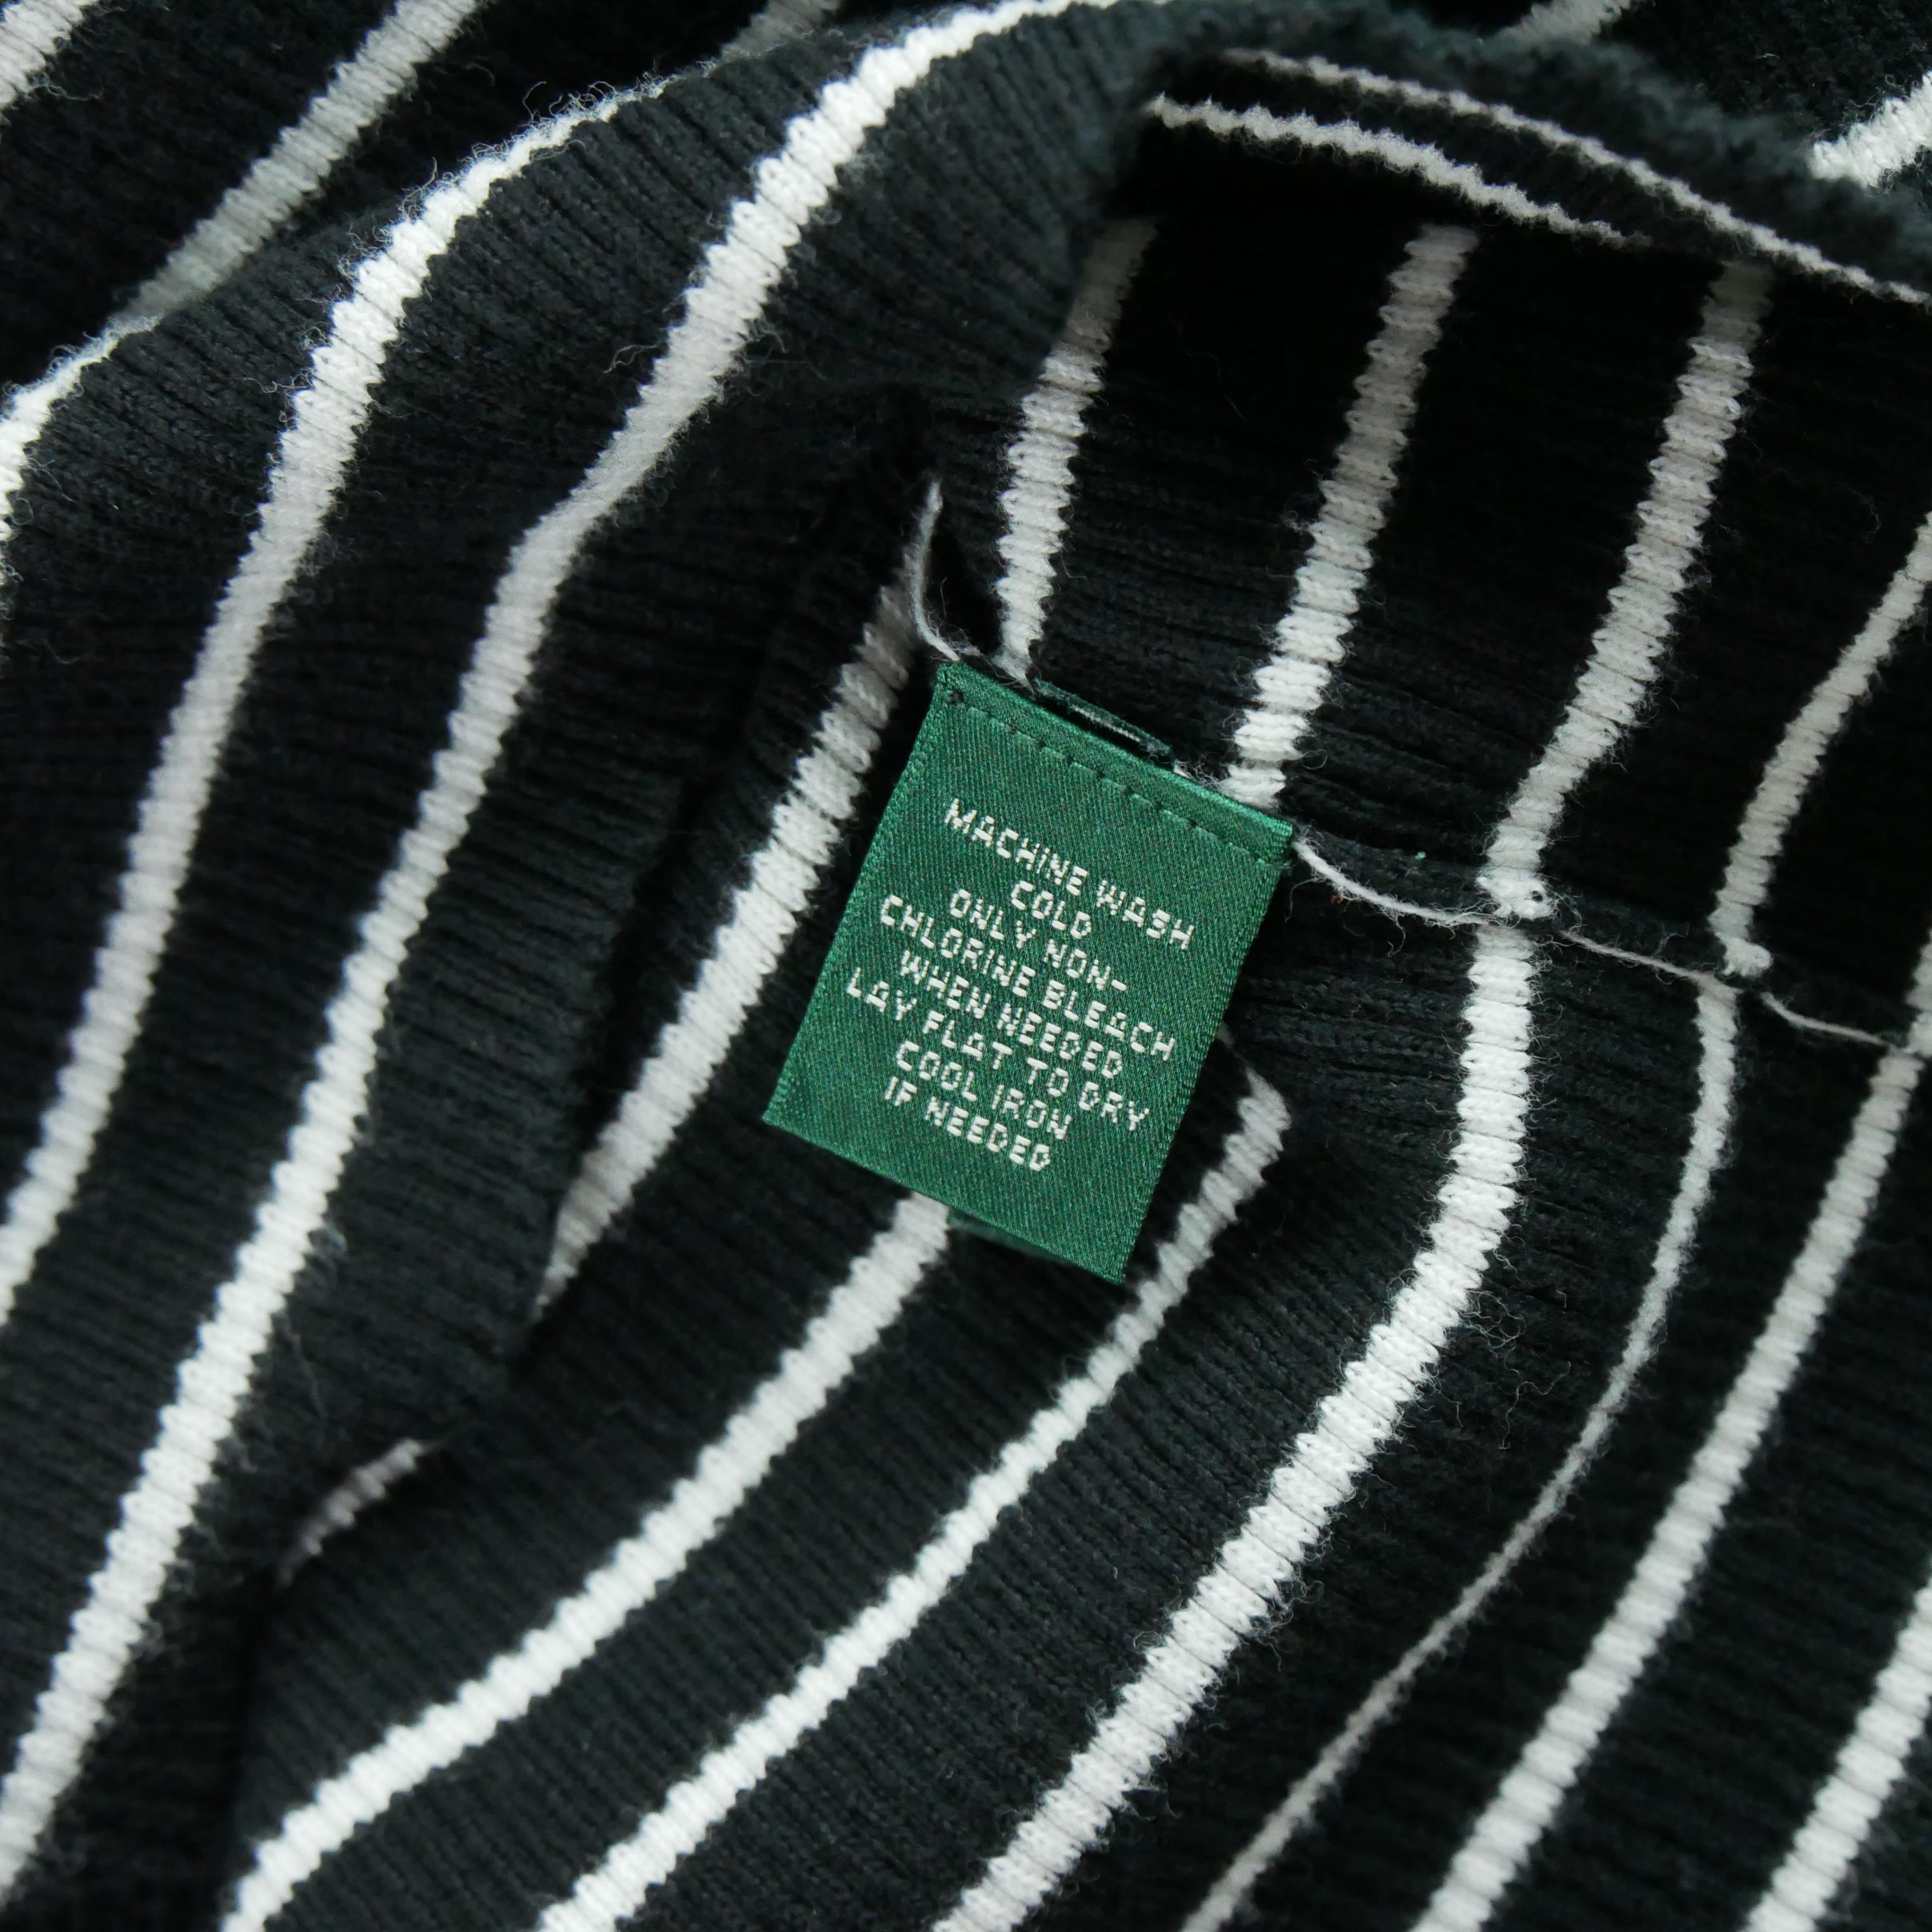 MACHINE WASH
COLD
ONLY NON-
CHLORINE BLEACH
WHEN NEEDED
LAY FLAT TO DRY
COOL IRON
IF NEEDED